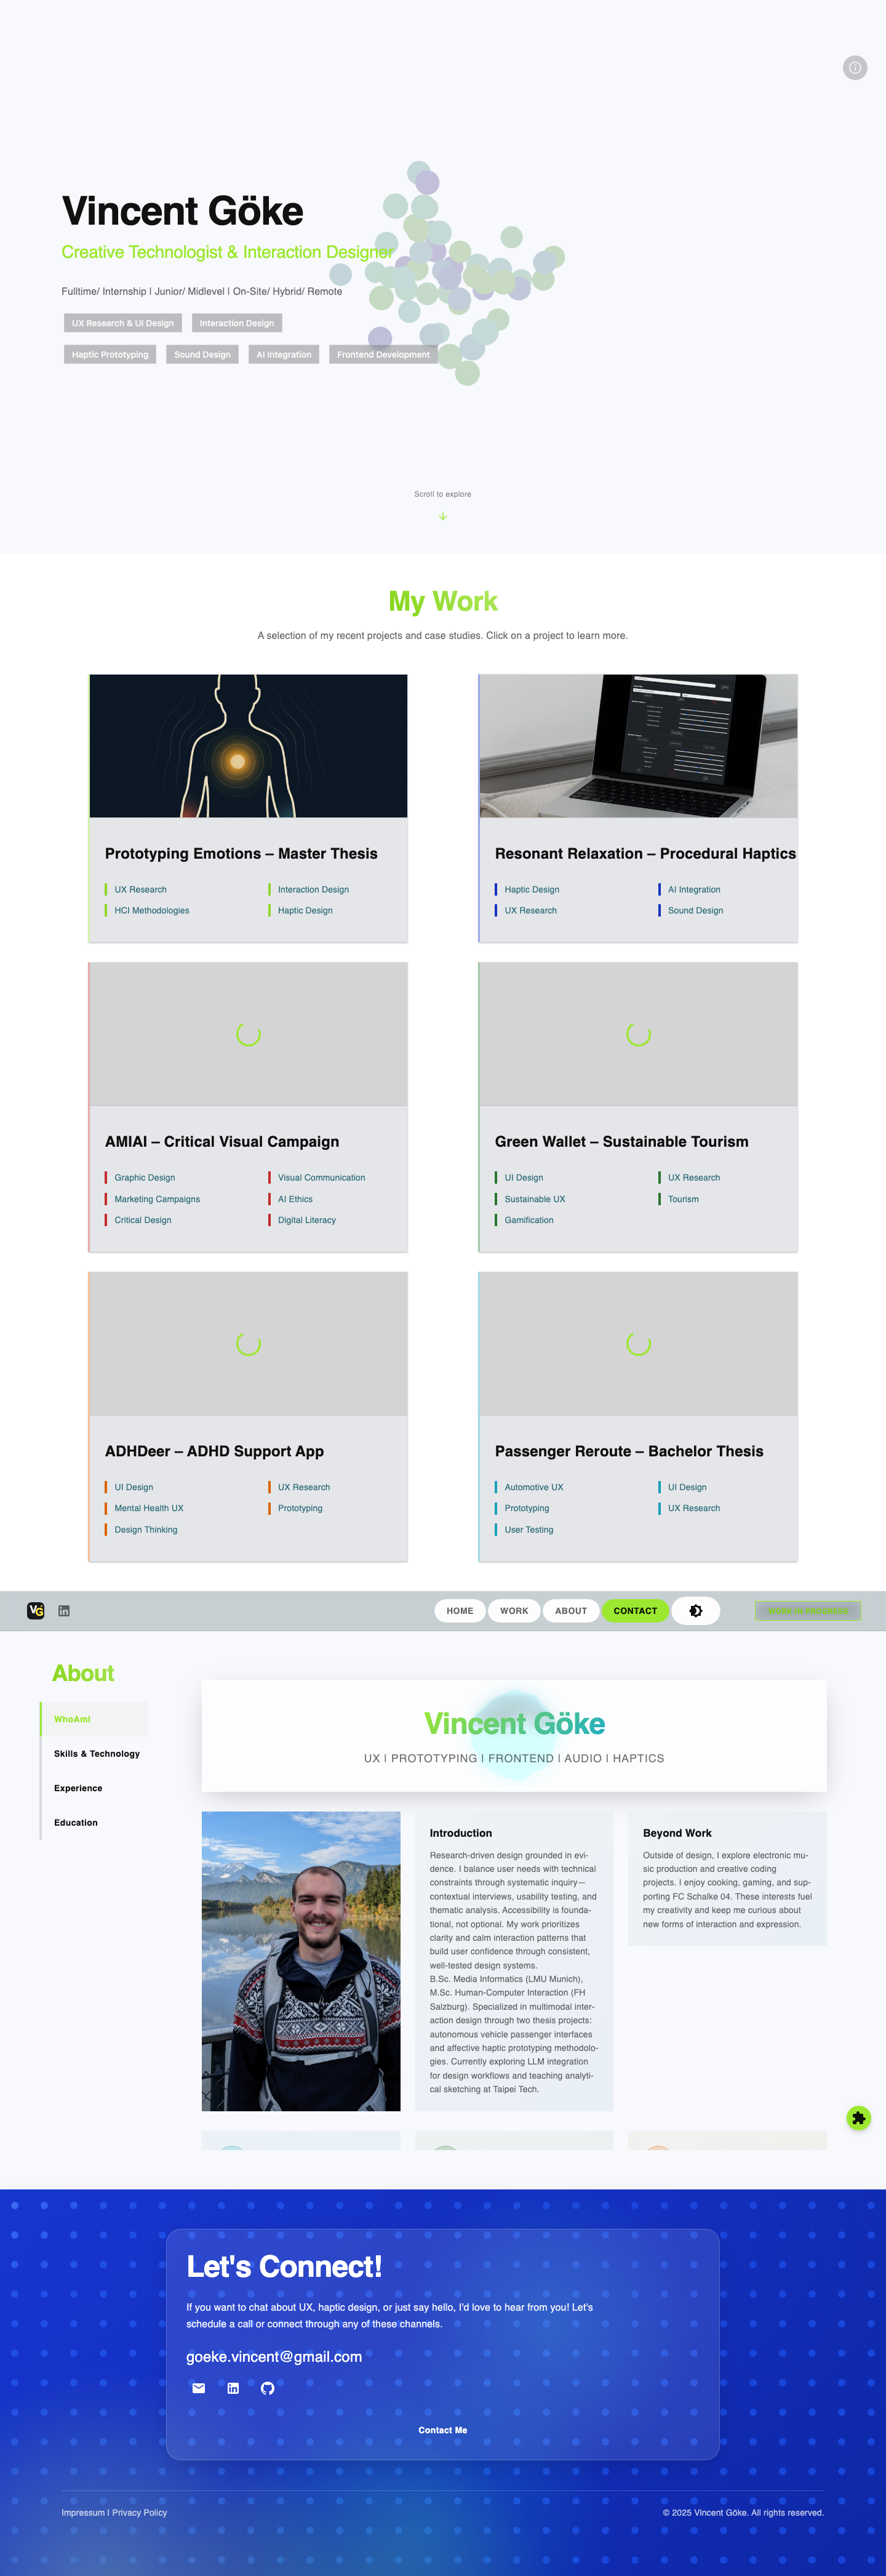 Vincent Göke
Creative Technologist & Interaction Designer
Fulltime/ Internship | Junior/ Midlevel | On-Site/ Hybrid/ Remote
UX Research & UI Design
Interaction Design
Haptic Prototyping
Sound Design
AI Integration
Frontend Development
Scroll to explore
My Work
A selection of my recent projects and case studies. Click on a project to learn more.
Prototyping Emotions – Master Thesis
UX Research
Interaction Design
HCI Methodologies
Haptic Design
Resonant Relaxation – Procedural Haptics
Haptic Design
AI Integration
UX Research
Sound Design
AMIAI – Critical Visual Campaign
Graphic Design
Visual Communication
Marketing Campaigns
AI Ethics
Critical Design
Digital Literacy
Green Wallet – Sustainable Tourism
UI Design
UX Research
Sustainable UX
Tourism
Gamification
ADHDeer – ADHD Support App
UI Design
UX Research
Mental Health UX
Prototyping
Design Thinking
Passenger Reroute – Bachelor Thesis
Automotive UX
UI Design
Prototyping
UX Research
User Testing
VG
HOME
WORK
ABOUT
CONTACT
About
WhoAmI
Skills & Technology
Experience
Education
Vincent Göke
UX | PROTOTYPING | FRONTEND | AUDIO | HAPTICS
Introduction
Research-driven design grounded in evi-
dence. I balance user needs with technical
constraints through systematic inquiry—
contextual interviews, usability testing, and
thematic analysis. Accessibility is founda-
tional, not optional. My work prioritizes
clarity and calm interaction patterns that
build user confidence through consistent,
well-tested design systems.
B.Sc. Media Informatics (LMU Munich),
M.Sc. Human-Computer Interaction (FH
Salzburg). Specialized in multimodal inter-
action design through two thesis projects:
autonomous vehicle passenger interfaces
and affective haptic prototyping methodolo-
gies. Currently exploring LLM integration
for design workflows and teaching analyti-
cal sketching at Taipei Tech.
Beyond Work
Outside of design, I explore electronic mu-
sic production and creative coding
projects. I enjoy cooking, gaming, and sup-
porting FC Schalke 04. These interests fuel
my creativity and keep me curious about
new forms of interaction and expression.
Let's Connect!
If you want to chat about UX, haptic design, or just say hello, I'd love to hear from you! Let's
schedule a call or connect through any of these channels.
goeke.vincent@gmail.com
Contact Me
Impressum | Privacy Policy
© 2025 Vincent Göke. All rights reserved.